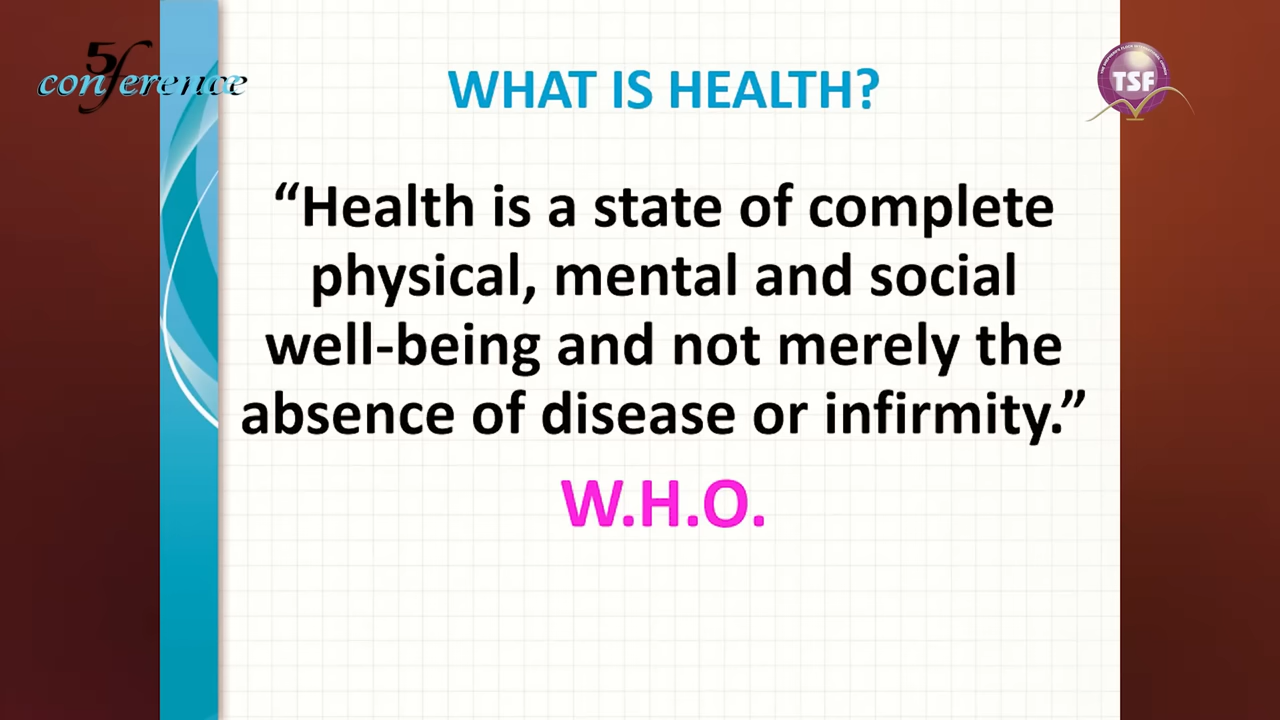 5f
conference
WHAT IS HEALTH?
TSF
“Health is a state of complete
physical, mental and social
well-being and not merely the
absence of disease or infirmity.”
W.H.O.